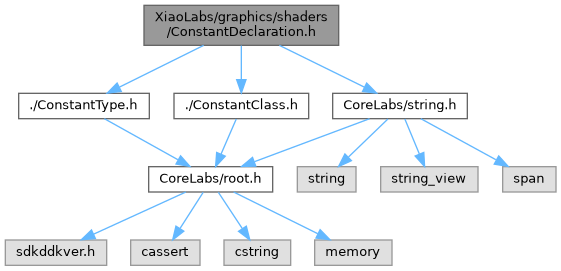 XiaoLabs/graphics/shaders
/ConstantDeclaration.h
./ConstantType.h
./ConstantClass.h
CoreLabs/string.h
CoreLabs/root.h
string
string_view
span
sdkddkver.h
cassert
cstring
memory